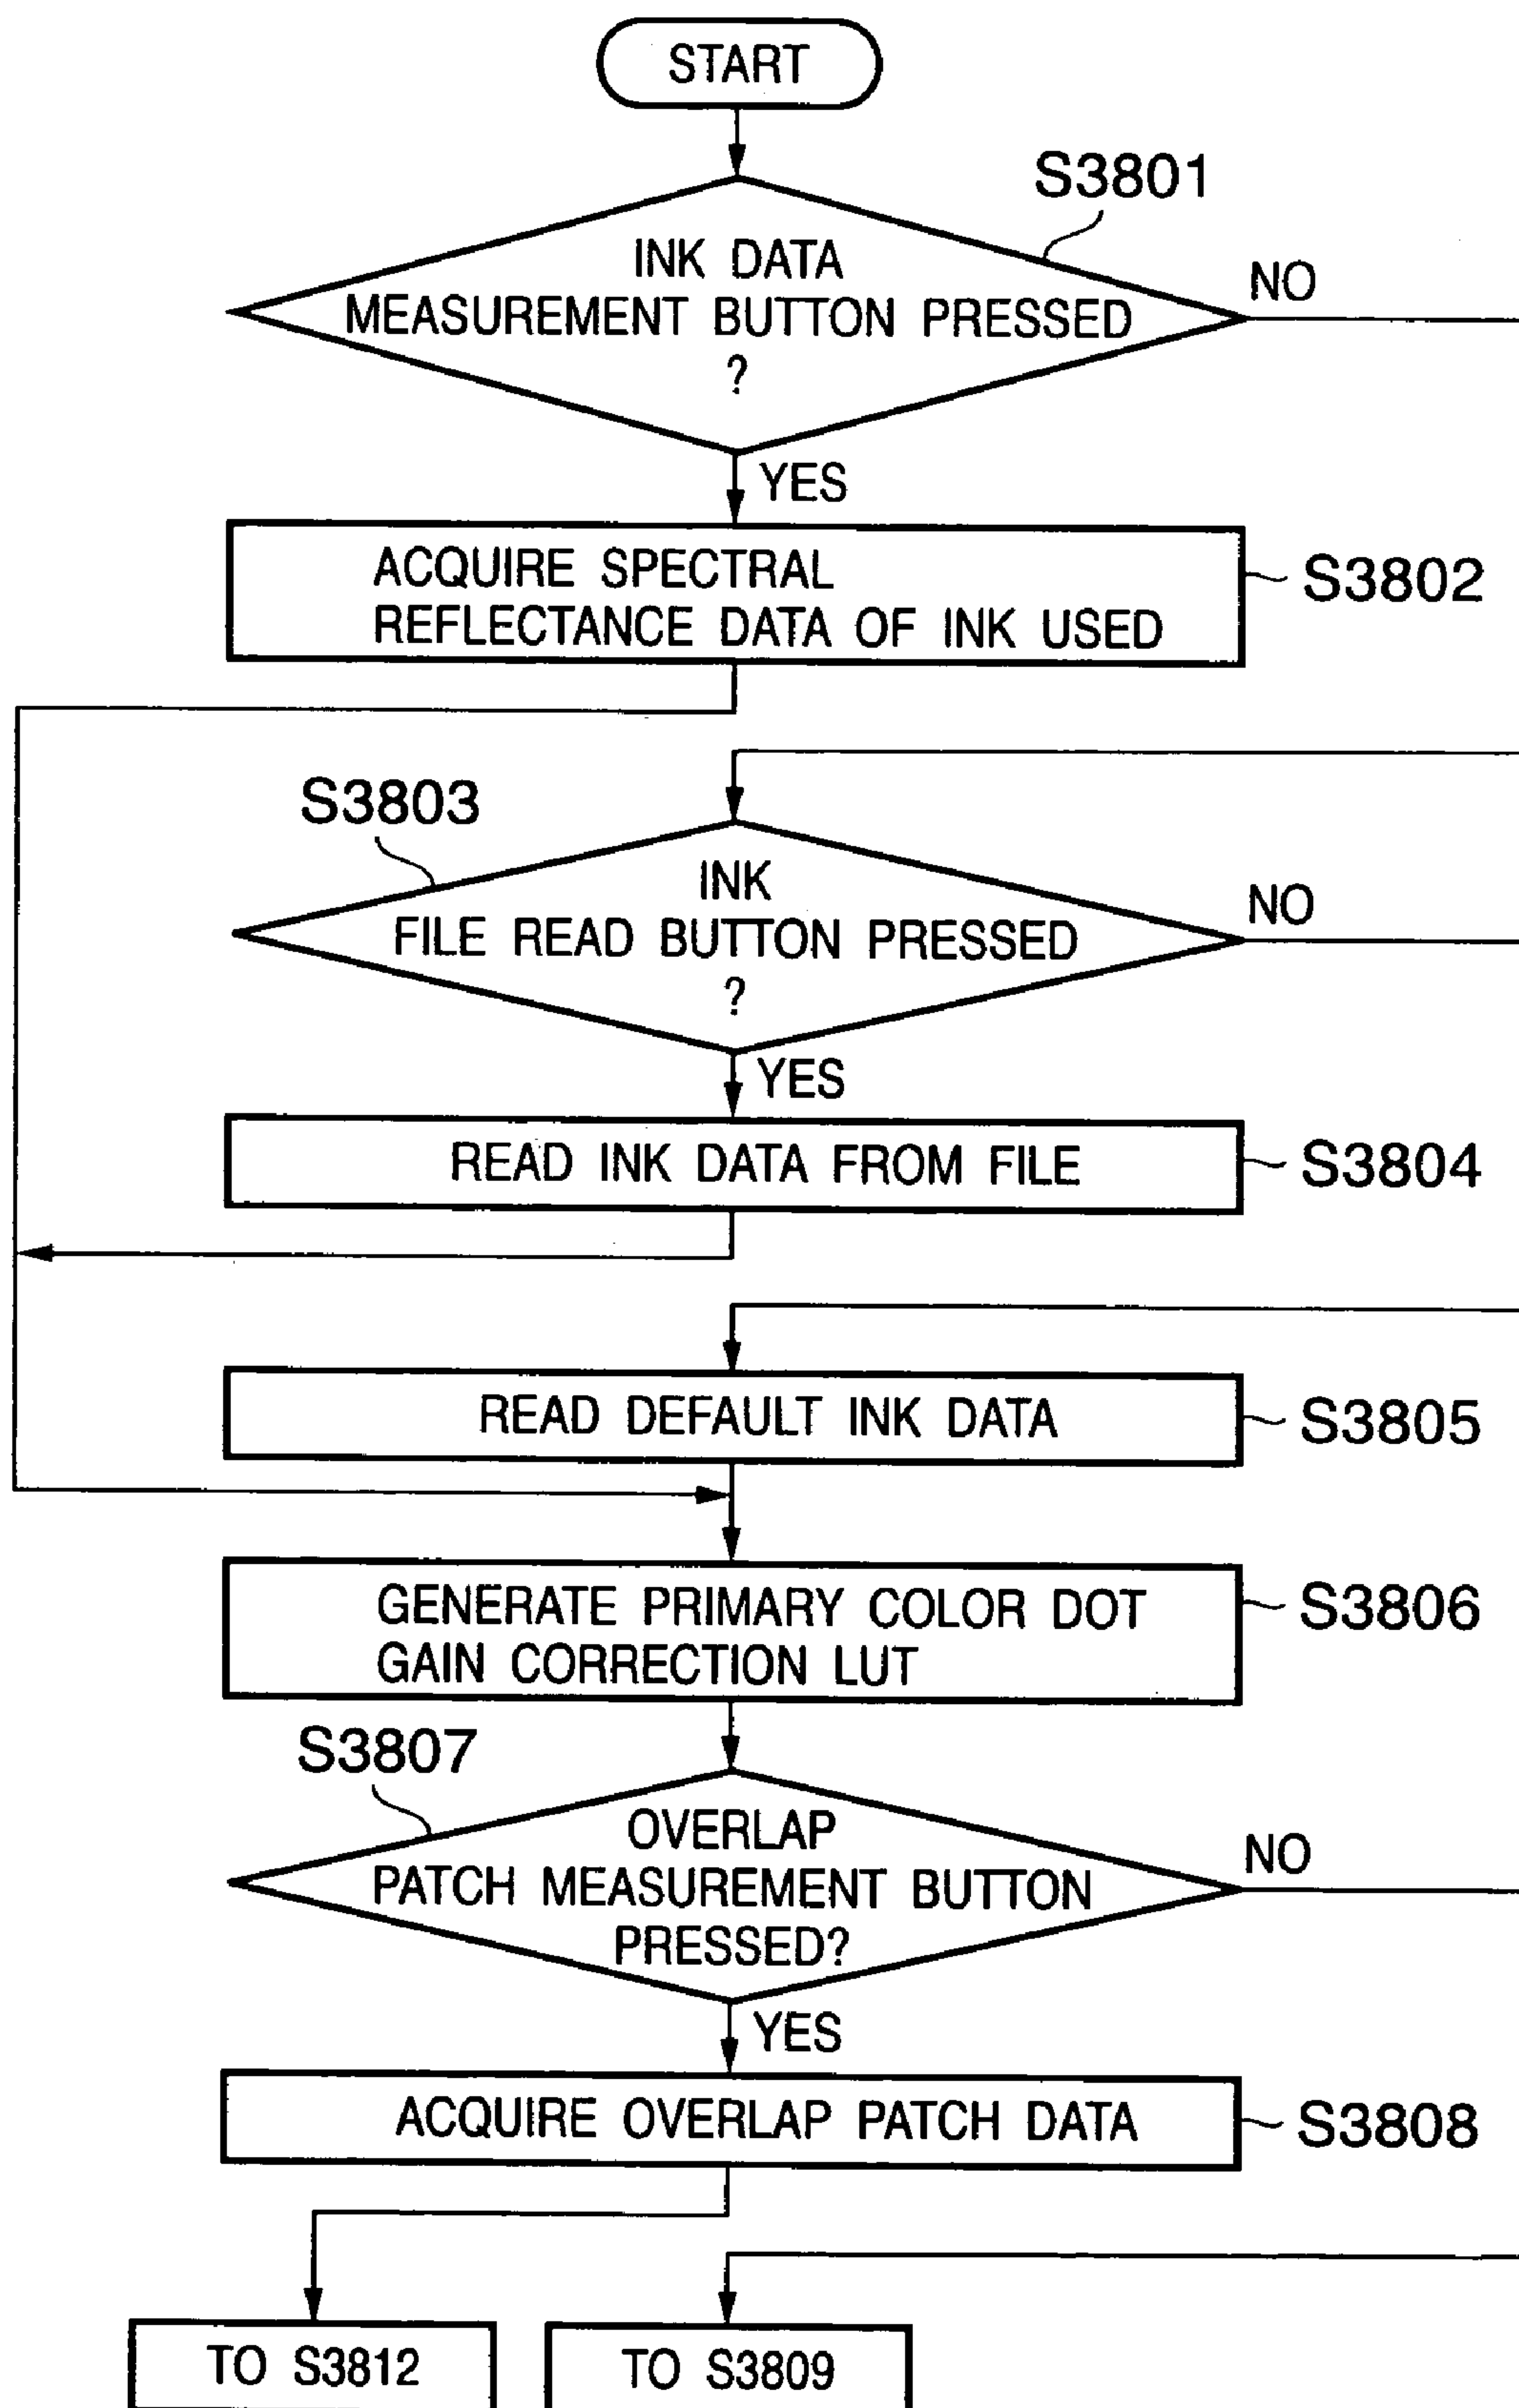 START
S3801
INK DATA
MEASUREMENT BUTTON PRESSED
?
NO
YES
ACQUIRE SPECTRAL
REFLECTANCE DATA OF INK USED
S3802
S3803
INK
FILE READ BUTTON PRESSED
?
NO
YES
READ INK DATA FROM FILE
S3804
READ DEFAULT INK DATA
S3805
GENERATE PRIMARY COLOR DOT
GAIN CORRECTION LUT
S3806
S3807
OVERLAP
PATCH MEASUREMENT BUTTON
PRESSED?
NO
YES
ACQUIRE OVERLAP PATCH DATA
S3808
TO S3812
TO S3809